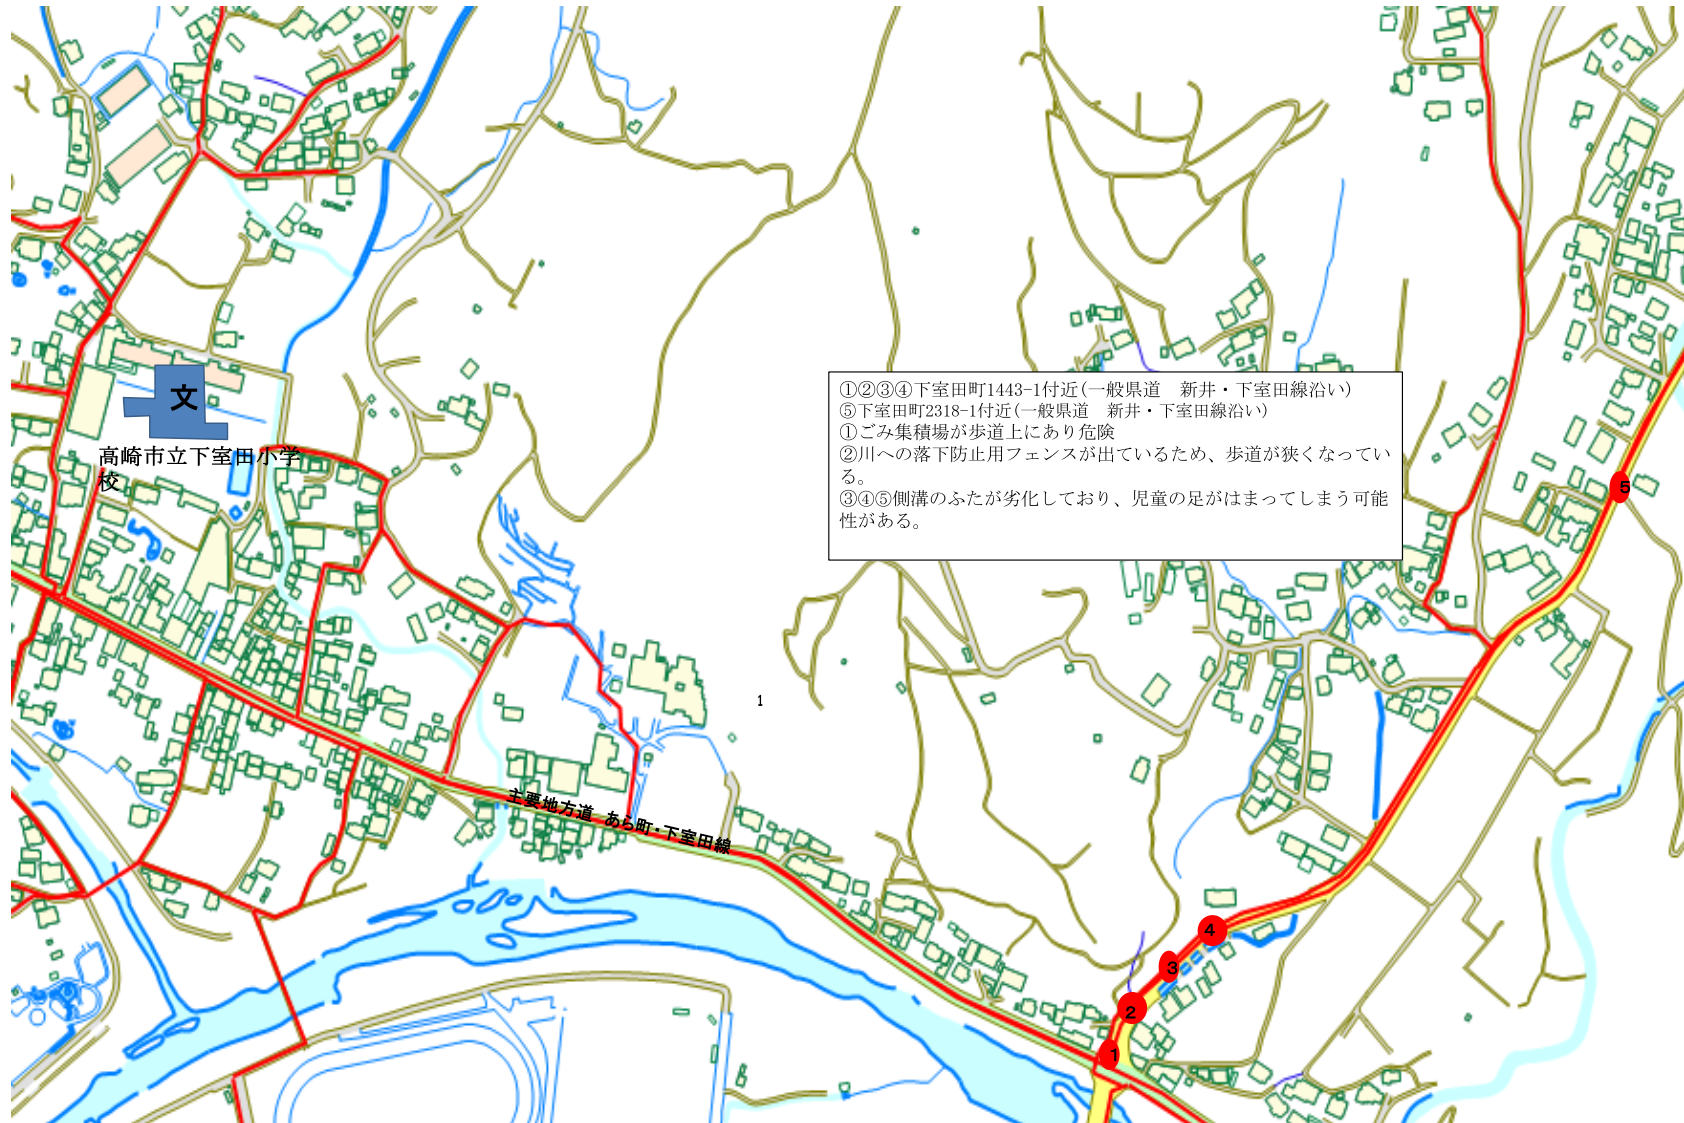 ①②③④下室田町1443-1付近(一般県道　新井・下室田線沿い)
⑤下室田町2318-1付近(一般県道　新井・下室田線沿い)
①ごみ集積場が歩道上にあり危険
②川への落下防止用フェンスが出ているため、歩道が狭くなってい
る。
③④⑤側溝のふたが劣化しており、児童の足がはまってしまう可能
性がある。
文
高崎市立下室田小学
校
5
1
主要地方道　あら町・下室田線
4
3
2
1